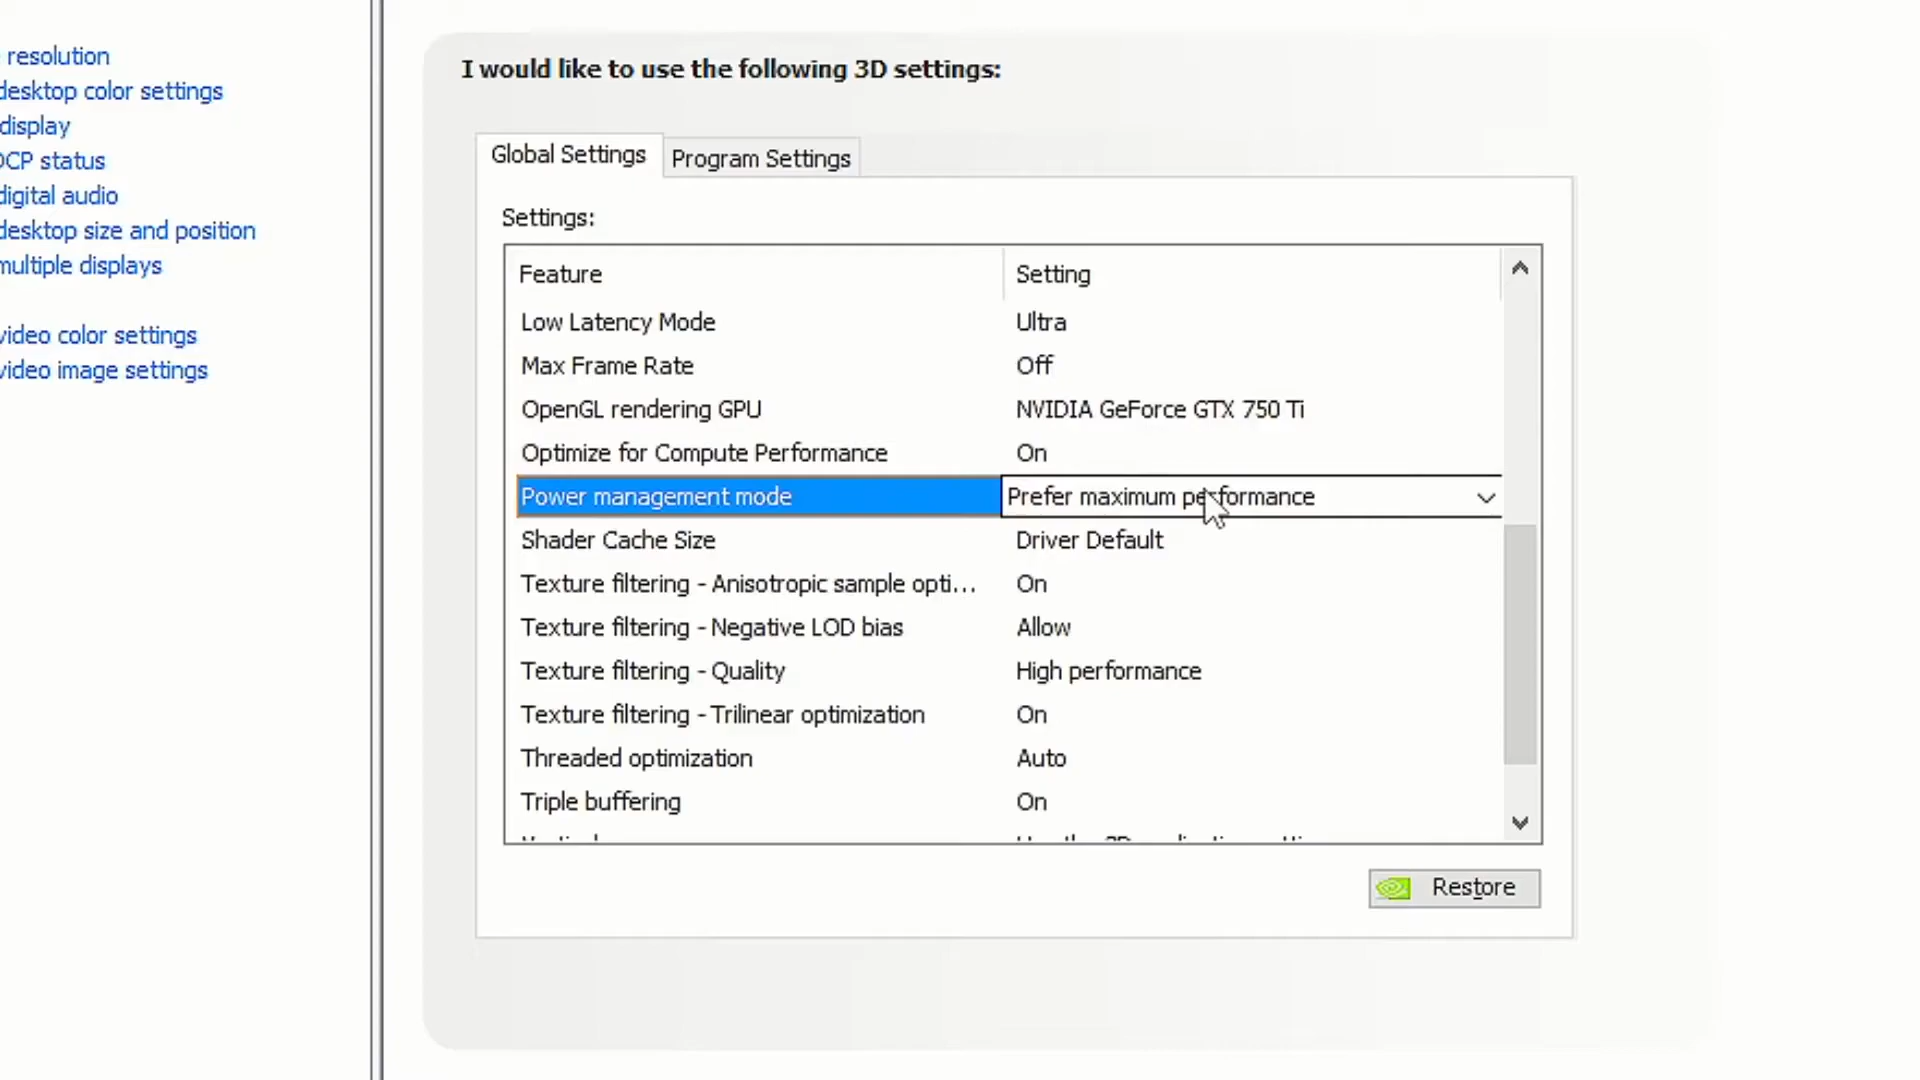 resolution
desktop color settings
display
DCP status
digital audio
desktop size and position
multiple displays
video color settings
video image settings
I would like to use the following 3D settings:
Global Settings
Program Settings
Settings:
Feature Setting
Low Latency Mode Ultra
Max Frame Rate Off
OpenGL rendering GPU NVIDIA GeForce GTX 750 Ti
Optimize for Compute Performance On
Power management mode Prefer maximum performance
Shader Cache Size Driver Default
Texture filtering - Anisotropic sample opti... On
Texture filtering - Negative LOD bias Allow
Texture filtering - Quality High performance
Texture filtering - Trilinear optimization On
Threaded optimization Auto
Triple buffering On
Restore